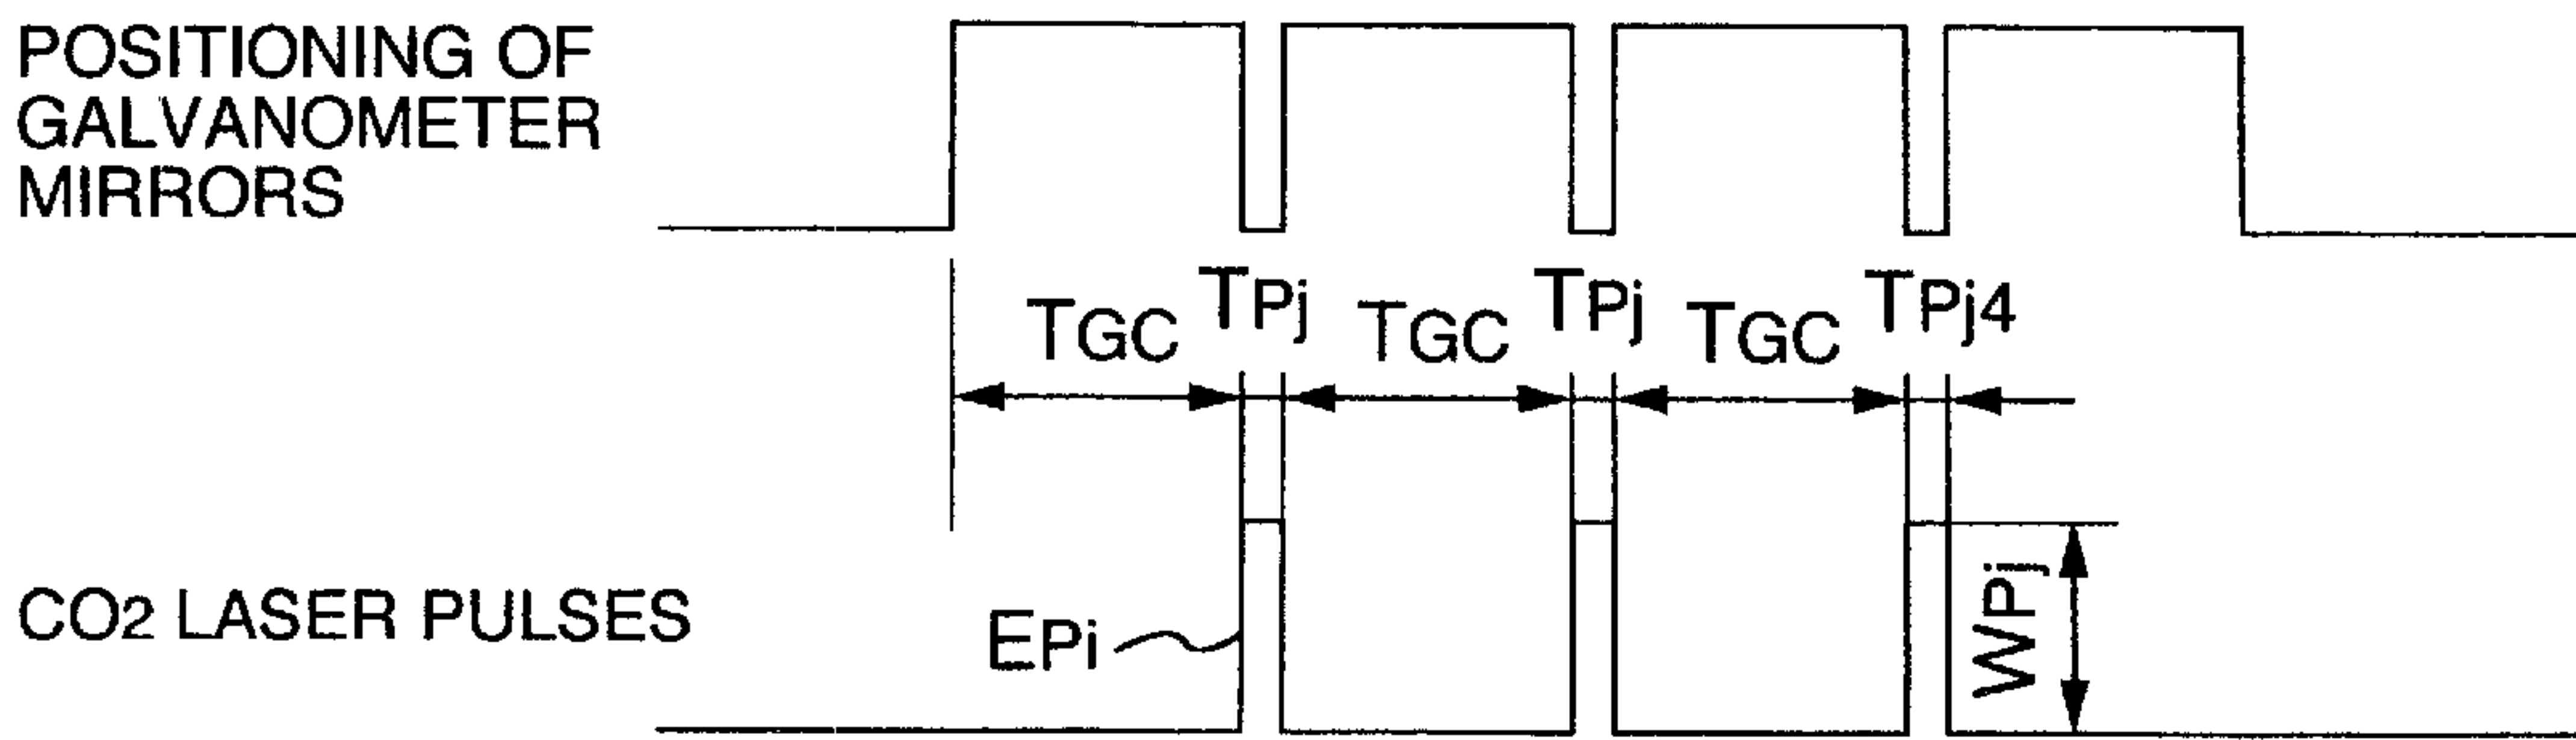 POSITIONING OF
GALVANOMETER
MIRRORS
TGC TPj TGC TPj TGC TPj4
CO2 LASER PULSES
EPi
WPj